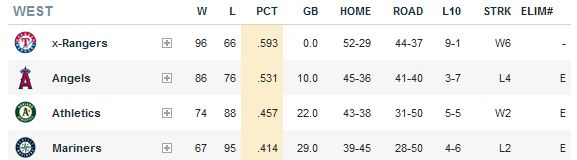 WEST W L PCT GB HOME ROAD L10 STRK ELIM#
x-Rangers 96 66 .593 0.0 52-29 44-37 9-1 W6 -
Angels 86 76 .531 10.0 45-36 41-40 3-7 L4 E
Athletics 74 88 .457 22.0 43-38 31-50 5-5 W2 E
Mariners 67 95 .414 29.0 39-45 28-50 4-6 L2 E